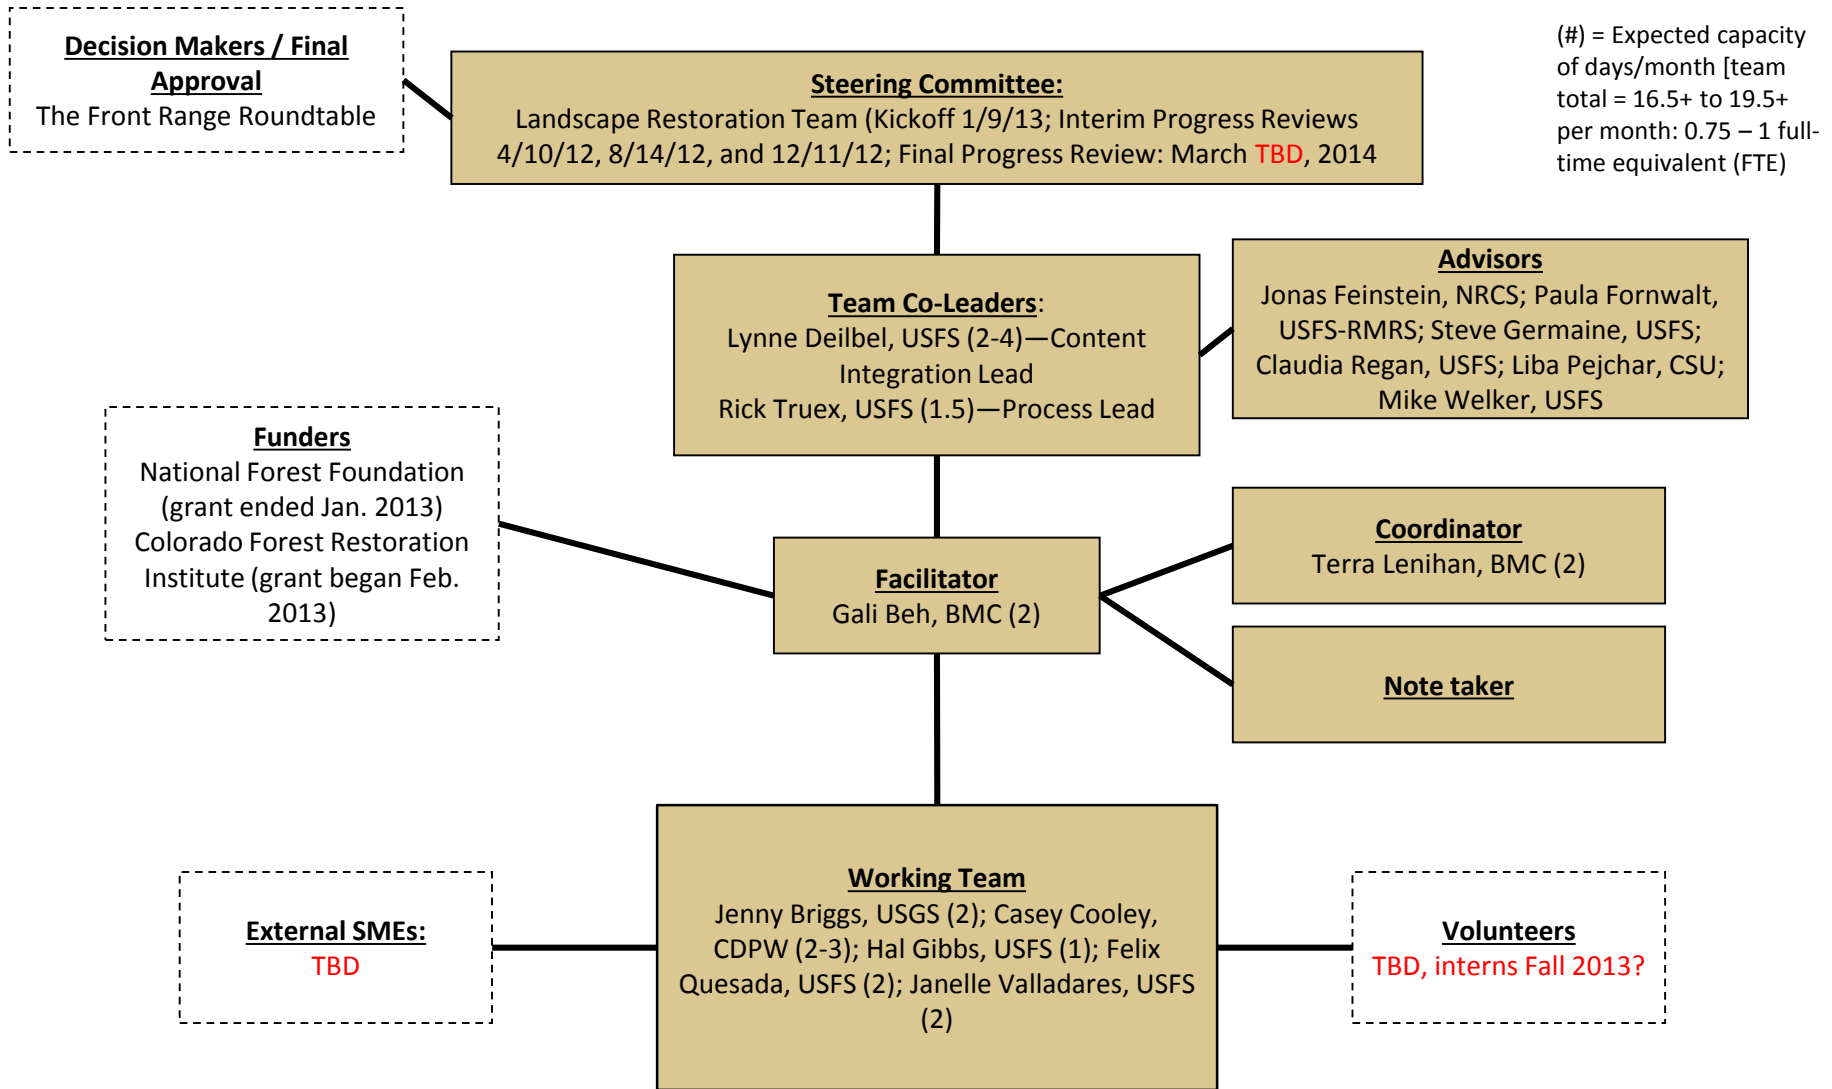 Decision Makers / Final
Approval
The Front Range Roundtable
Steering Committee:
Landscape Restoration Team (Kickoff 1/9/13; Interim Progress Reviews
4/10/12, 8/14/12, and 12/11/12; Final Progress Review: March TBD, 2014
(#) = Expected capacity
of days/month [team
total = 16.5+ to 19.5+
per month: 0.75 – 1 full-
time equivalent (FTE)
Team Co-Leaders:
Lynne Deilbel, USFS (2-4)—Content
Integration Lead
Rick Truex, USFS (1.5)—Process Lead
Advisors
Jonas Feinstein, NRCS; Paula Fornwalt,
USFS-RMRS; Steve Germaine, USFS;
Claudia Regan, USFS; Liba Pejchar, CSU;
Mike Welker, USFS
Funders
National Forest Foundation
(grant ended Jan. 2013)
Colorado Forest Restoration
Institute (grant began Feb.
2013)
Facilitator
Gali Beh, BMC (2)
Coordinator
Terra Lenihan, BMC (2)
Note taker
External SMEs:
TBD
Working Team
Jenny Briggs, USGS (2); Casey Cooley,
CDPW (2-3); Hal Gibbs, USFS (1); Felix
Quesada, USFS (2); Janelle Valladares, USFS
(2)
Volunteers
TBD, interns Fall 2013?